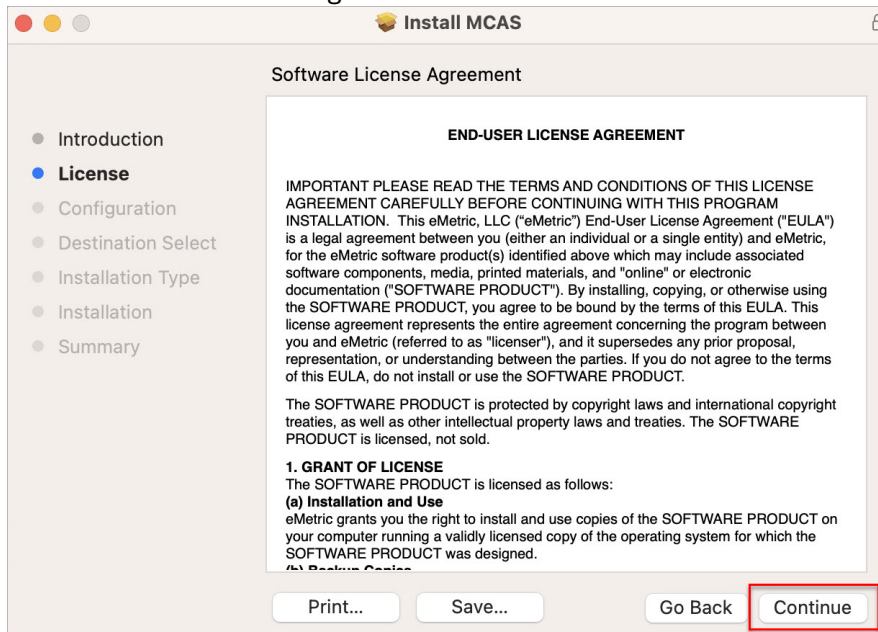 Install MCAS
Software License Agreement
Introduction
License
Configuration
Destination Select
Installation Type
Installation
Summary
END-USER LICENSE AGREEMENT
IMPORTANT PLEASE READ THE TERMS AND CONDITIONS OF THIS LICENSE
AGREEMENT CAREFULLY BEFORE CONTINUING WITH THIS PROGRAM
INSTALLATION. This eMetric, LLC (“eMetric”) End-User License Agreement ("EULA")
is a legal agreement between you (either an individual or a single entity) and eMetric,
for the eMetric software product(s) identified above which may include associated
software components, media, printed materials, and "online" or electronic
documentation ("SOFTWARE PRODUCT"). By installing, copying, or otherwise using
the SOFTWARE PRODUCT, you agree to be bound by the terms of this EULA. This
license agreement represents the entire agreement concerning the program between
you and eMetric (referred to as "licenser"), and it supersedes any prior proposal,
representation, or understanding between the parties. If you do not agree to the terms
of this EULA, do not install or use the SOFTWARE PRODUCT.
The SOFTWARE PRODUCT is protected by copyright laws and international copyright
treaties, as well as other intellectual property laws and treaties. The SOFTWARE
PRODUCT is licensed, not sold.
1. GRANT OF LICENSE
The SOFTWARE PRODUCT is licensed as follows:
(a) Installation and Use
eMetric grants you the right to install and use copies of the SOFTWARE PRODUCT on
your computer running a validly licensed copy of the operating system for which the
SOFTWARE PRODUCT was designed.
(b) Backup Copies
Print...
Save...
Go Back
Continue